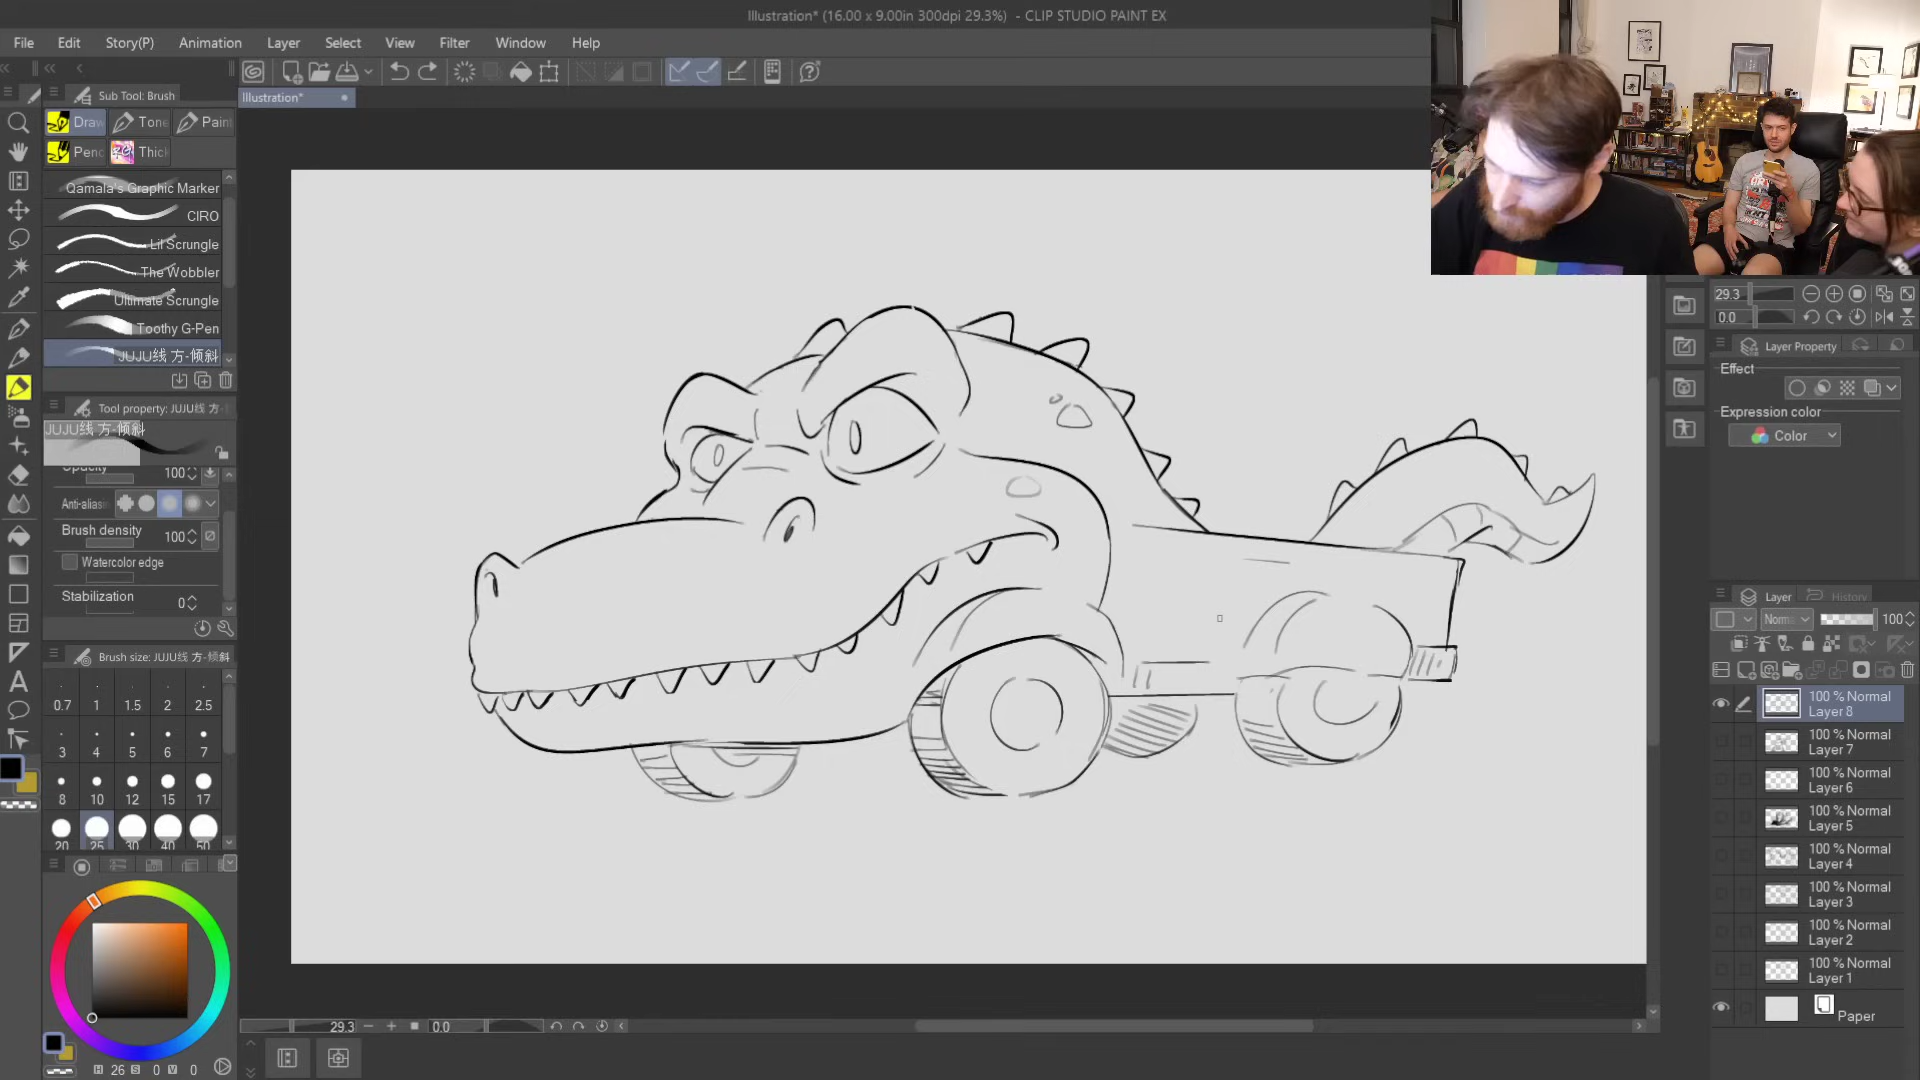 Illustration* (16.00 x 9.00in 300dpi 29.3%) - CLIP STUDIO PAINT EX
File Edit Story(P) Animation Layer Select View Filter Window Help
Sub Tool: Brush
Illustration*
Draw Tone Paint
Penc Thic
Qamala's Graphic Marker
CIRO
Lil Scrungle
The Wobbler
Ultimate Scrungle
Toothy G-Pen
JUJU线 方-倾斜
Tool property: JUJU线 方
JUJU线 方-倾斜
Opacity 100
Anti-alias
Brush density 100
Watercolor edge
Stabilization 0
Brush size: JUJU线 方-倾斜
0.7 1 1.5 2 2.5
3 4 5 6 7
8 10 12 15 17
20 25 30 40 50
H 26 S 0 V 0
29.3 0.0
29.3
0.0
Layer Property
Effect
Expression color
Color
Layer History
Norm 100
100 % Normal
Layer 8
100 % Normal
Layer 7
100 % Normal
Layer 6
100 % Normal
Layer 5
100 % Normal
Layer 4
100 % Normal
Layer 3
100 % Normal
Layer 2
100 % Normal
Layer 1
Paper